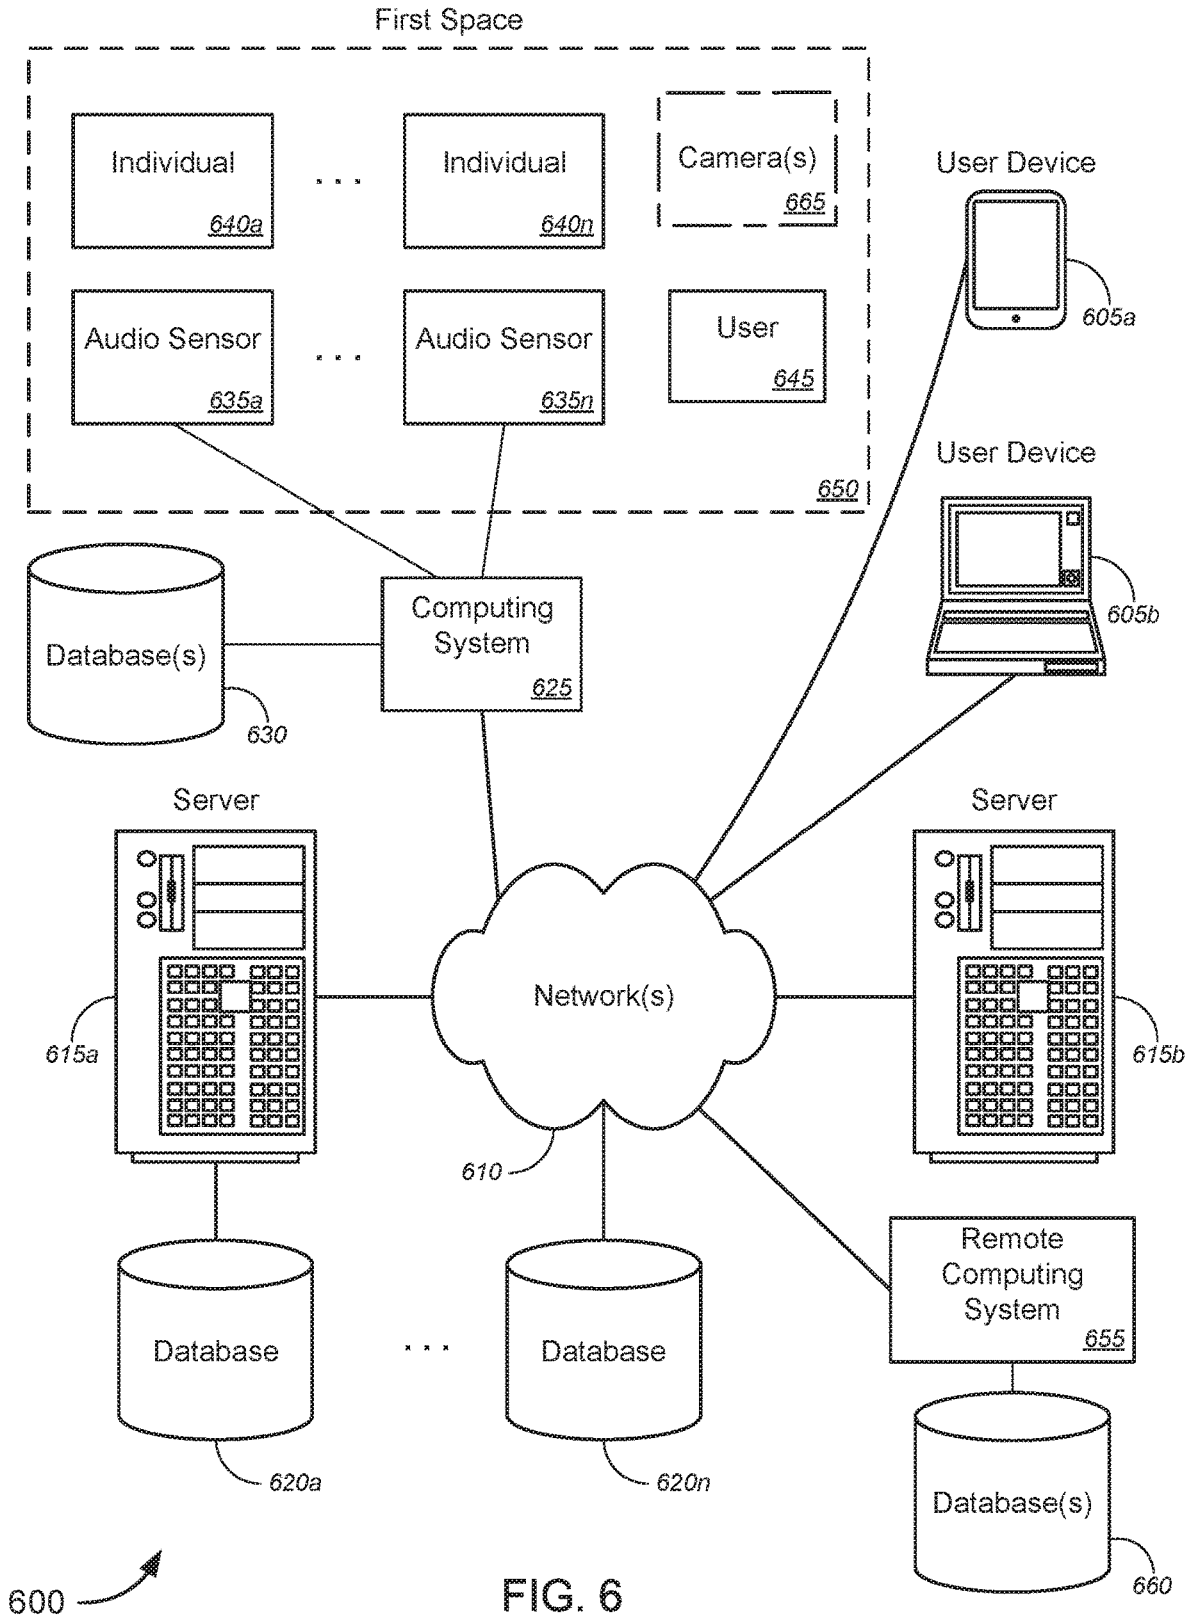 First Space
Individual
640a
. . .
Individual
640n
Camera(s)
665
Audio Sensor
635a
. . .
Audio Sensor
635n
User
645
650
User Device
605a
User Device
605b
Database(s)
630
Computing
System
625
Server
615a
Network(s)
610
Server
615b
Database
620a
. . .
Database
620n
Remote
Computing
System
655
Database(s)
660
600
FIG. 6